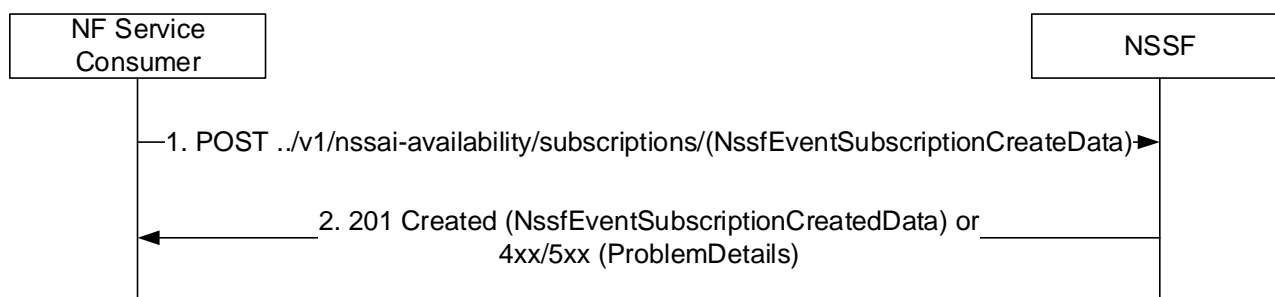 NF Service
Consumer
NSSF
1. POST ../v1/nssai-availability/subscriptions/(NssfEventSubscriptionCreateData)
2. 201 Created (NssfEventSubscriptionCreatedData) or
4xx/5xx (ProblemDetails)